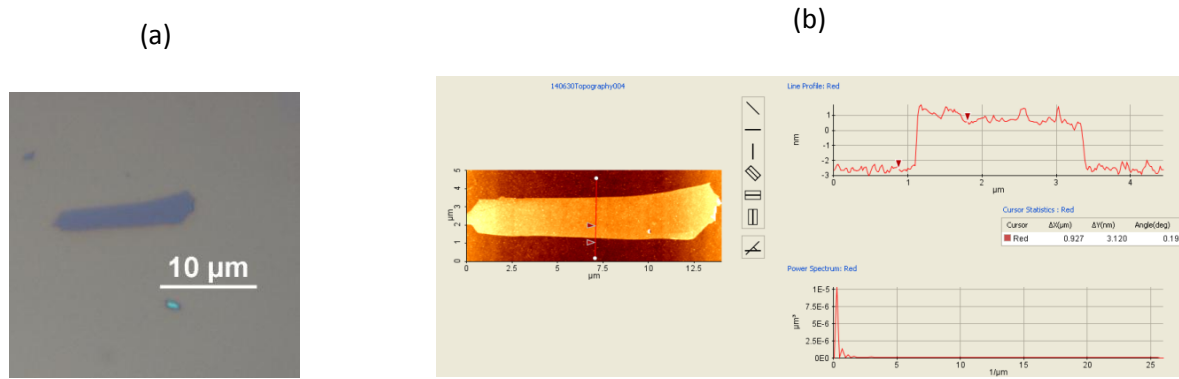 (a)
(b)
10 µm
140630Topography004
5
4
3
2
1
0
µm
0 2.5 5 7.5 10 12.5
µm
Line Profile: Red
nm
1
0
-1
-2
-3
1 2 3 4
µm
Cursor Statistics : Red
Cursor ΔX(µm) ΔY(nm) Angle(deg)
Red 0.927 3.120 0.19
Power Spectrum: Red
µm³
1E-5
7.5E-6
5E-6
2.5E-6
0E0
0 5 10 15 20 25
1/µm